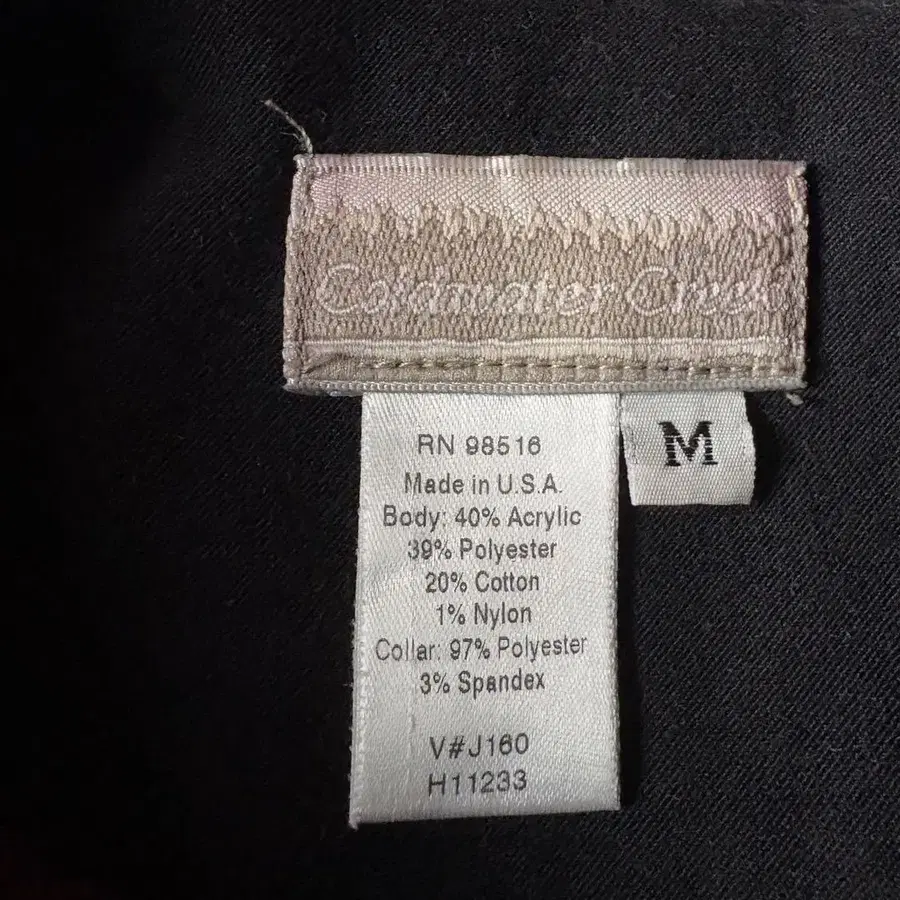 Coldwater Creek
M
RN 98516
Made in U.S.A.
Body: 40% Acrylic
39% Polyester
20% Cotton
1% Nylon
Collar: 97% Polyester
3% Spandex
V#J160
H11233